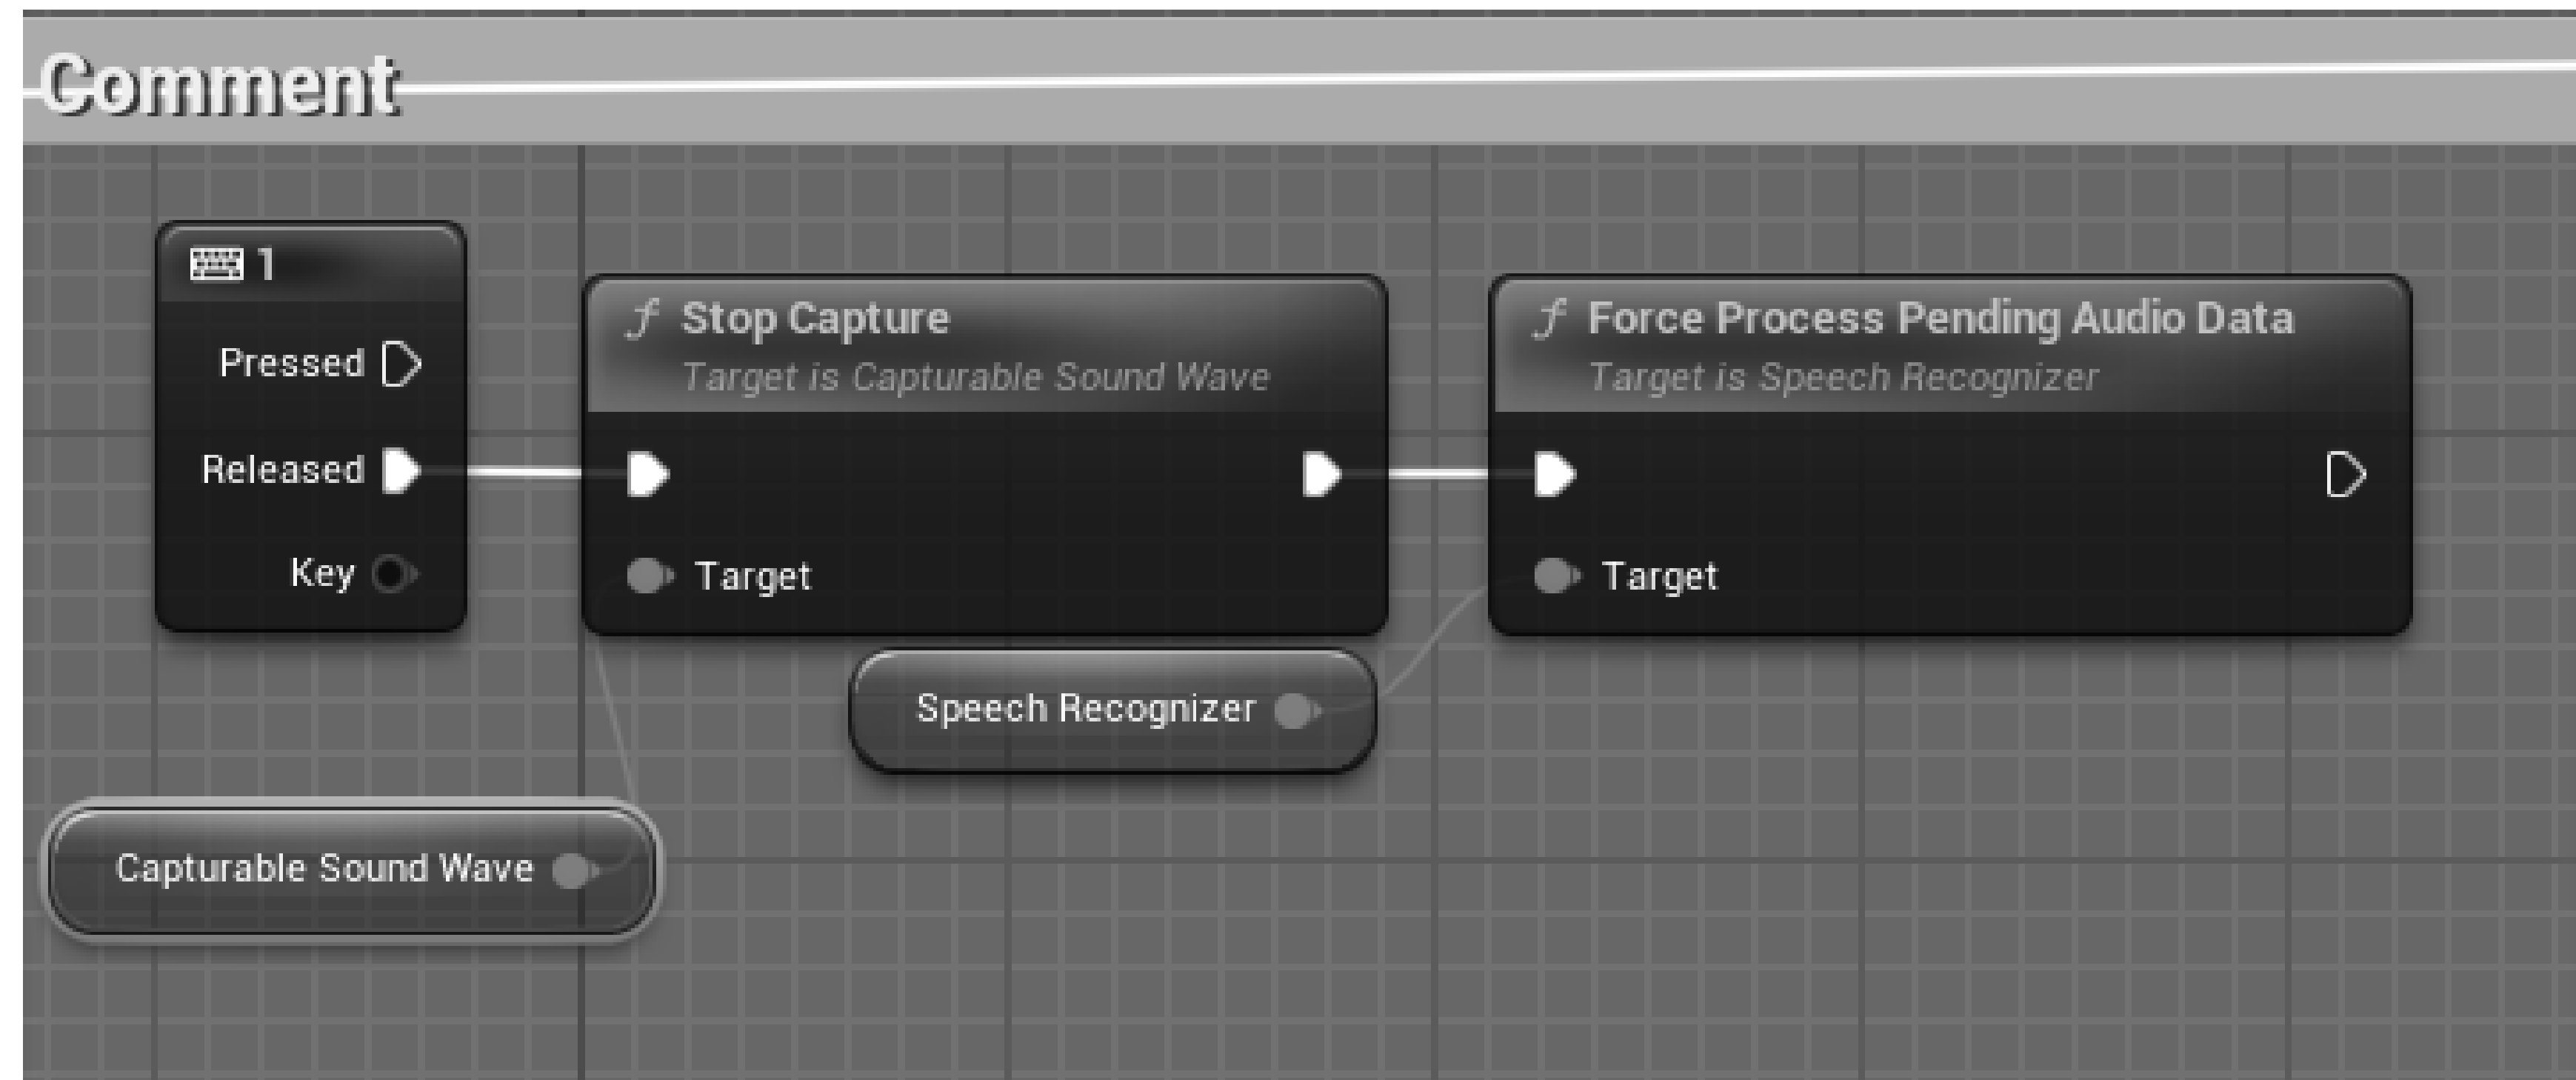 Comment
1
Pressed
Released
Key
f Stop Capture
Target is Capturable Sound Wave
Target
f Force Process Pending Audio Data
Target is Speech Recognizer
Target
Speech Recognizer
Capturable Sound Wave